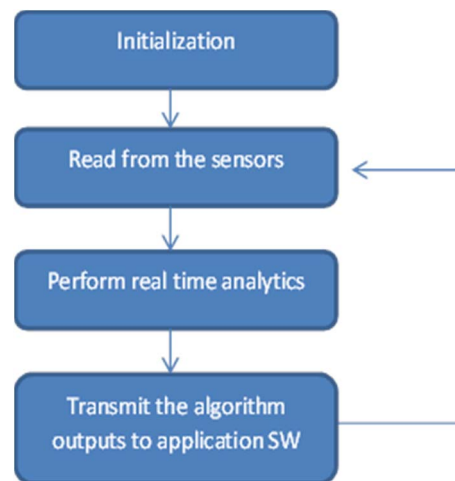 Initialization
Read from the sensors
Perform real time analytics
Transmit the algorithm
outputs to application SW